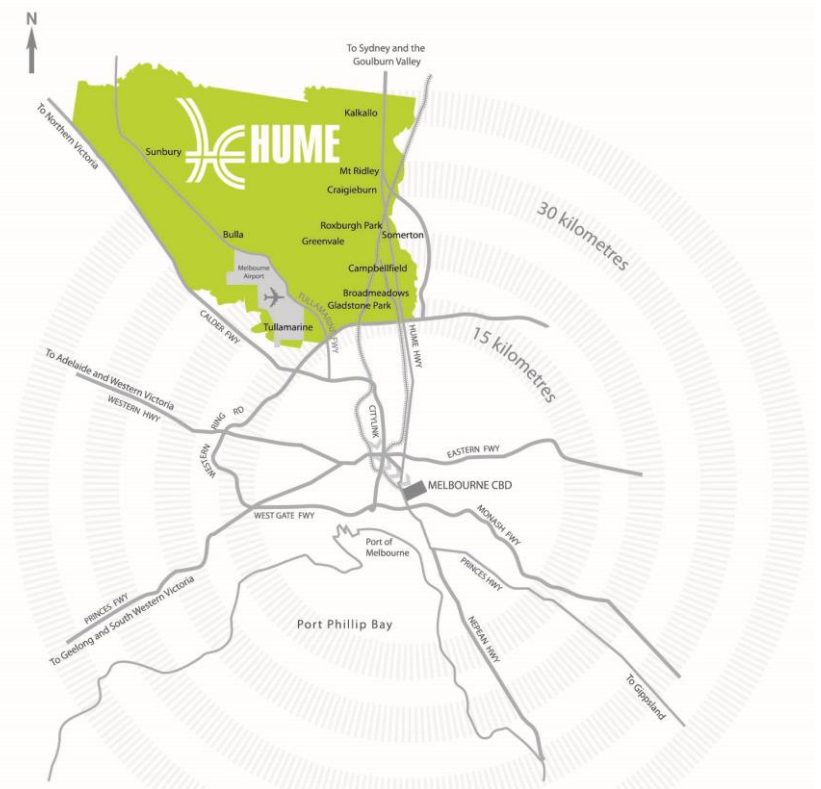 N
To Sydney and the
Goulburn Valley
To Northern Victoria
Kalkallo
HUME
Sunbury
Mt Ridley
Craigieburn
30 kilometres
Roxburgh Park
Bulla
Greenvale
Somerton
Melbourne
Airport
Campbellfield
Broadmeadows
Gladstone Park
TULLAMARINE FWY
CALDER FWY
Tullamarine
HUME HWY
15 kilometres
To Adelaide and Western Victoria
WESTERN HWY
WESTERN RING RD
CITYLINK
EASTERN FWY
MELBOURNE CBD
WEST GATE FWY
MONASH FWY
Port of
Melbourne
PRINCES HWY
PRINCES FWY
To Geelong and South Western Victoria
Port Phillip Bay
NEPEAN HWY
To Gippsland